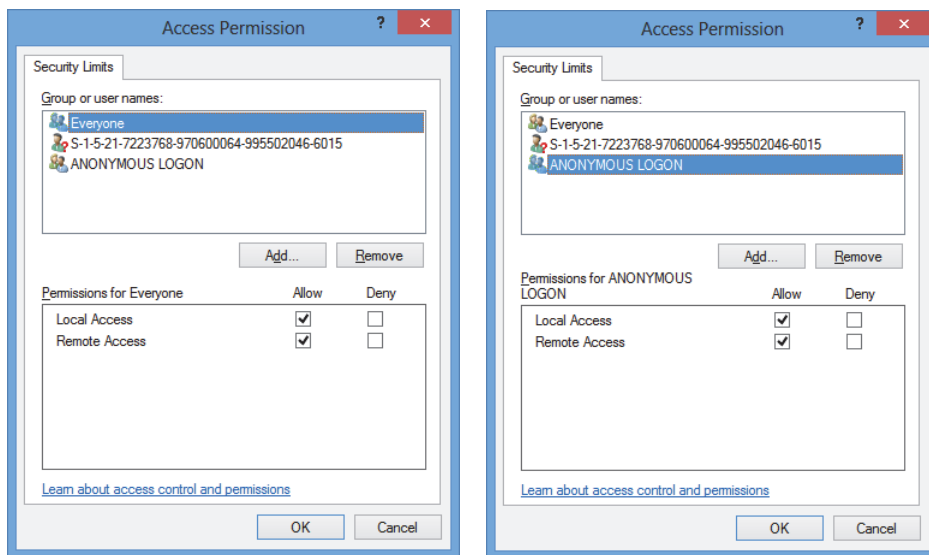 Access Permission
?
×
Security Limits
Group or user names:
Everyone
S-1-5-21-7223768-970600064-995502046-6015
ANONYMOUS LOGON
Add...
Remove
Permissions for Everyone
Allow
Deny
Local Access
Remote Access
Learn about access control and permissions
OK
Cancel
Access Permission
?
×
Security Limits
Group or user names:
Everyone
S-1-5-21-7223768-970600064-995502046-6015
ANONYMOUS LOGON
Add...
Remove
Permissions for ANONYMOUS
LOGON
Allow
Deny
Local Access
Remote Access
Learn about access control and permissions
OK
Cancel